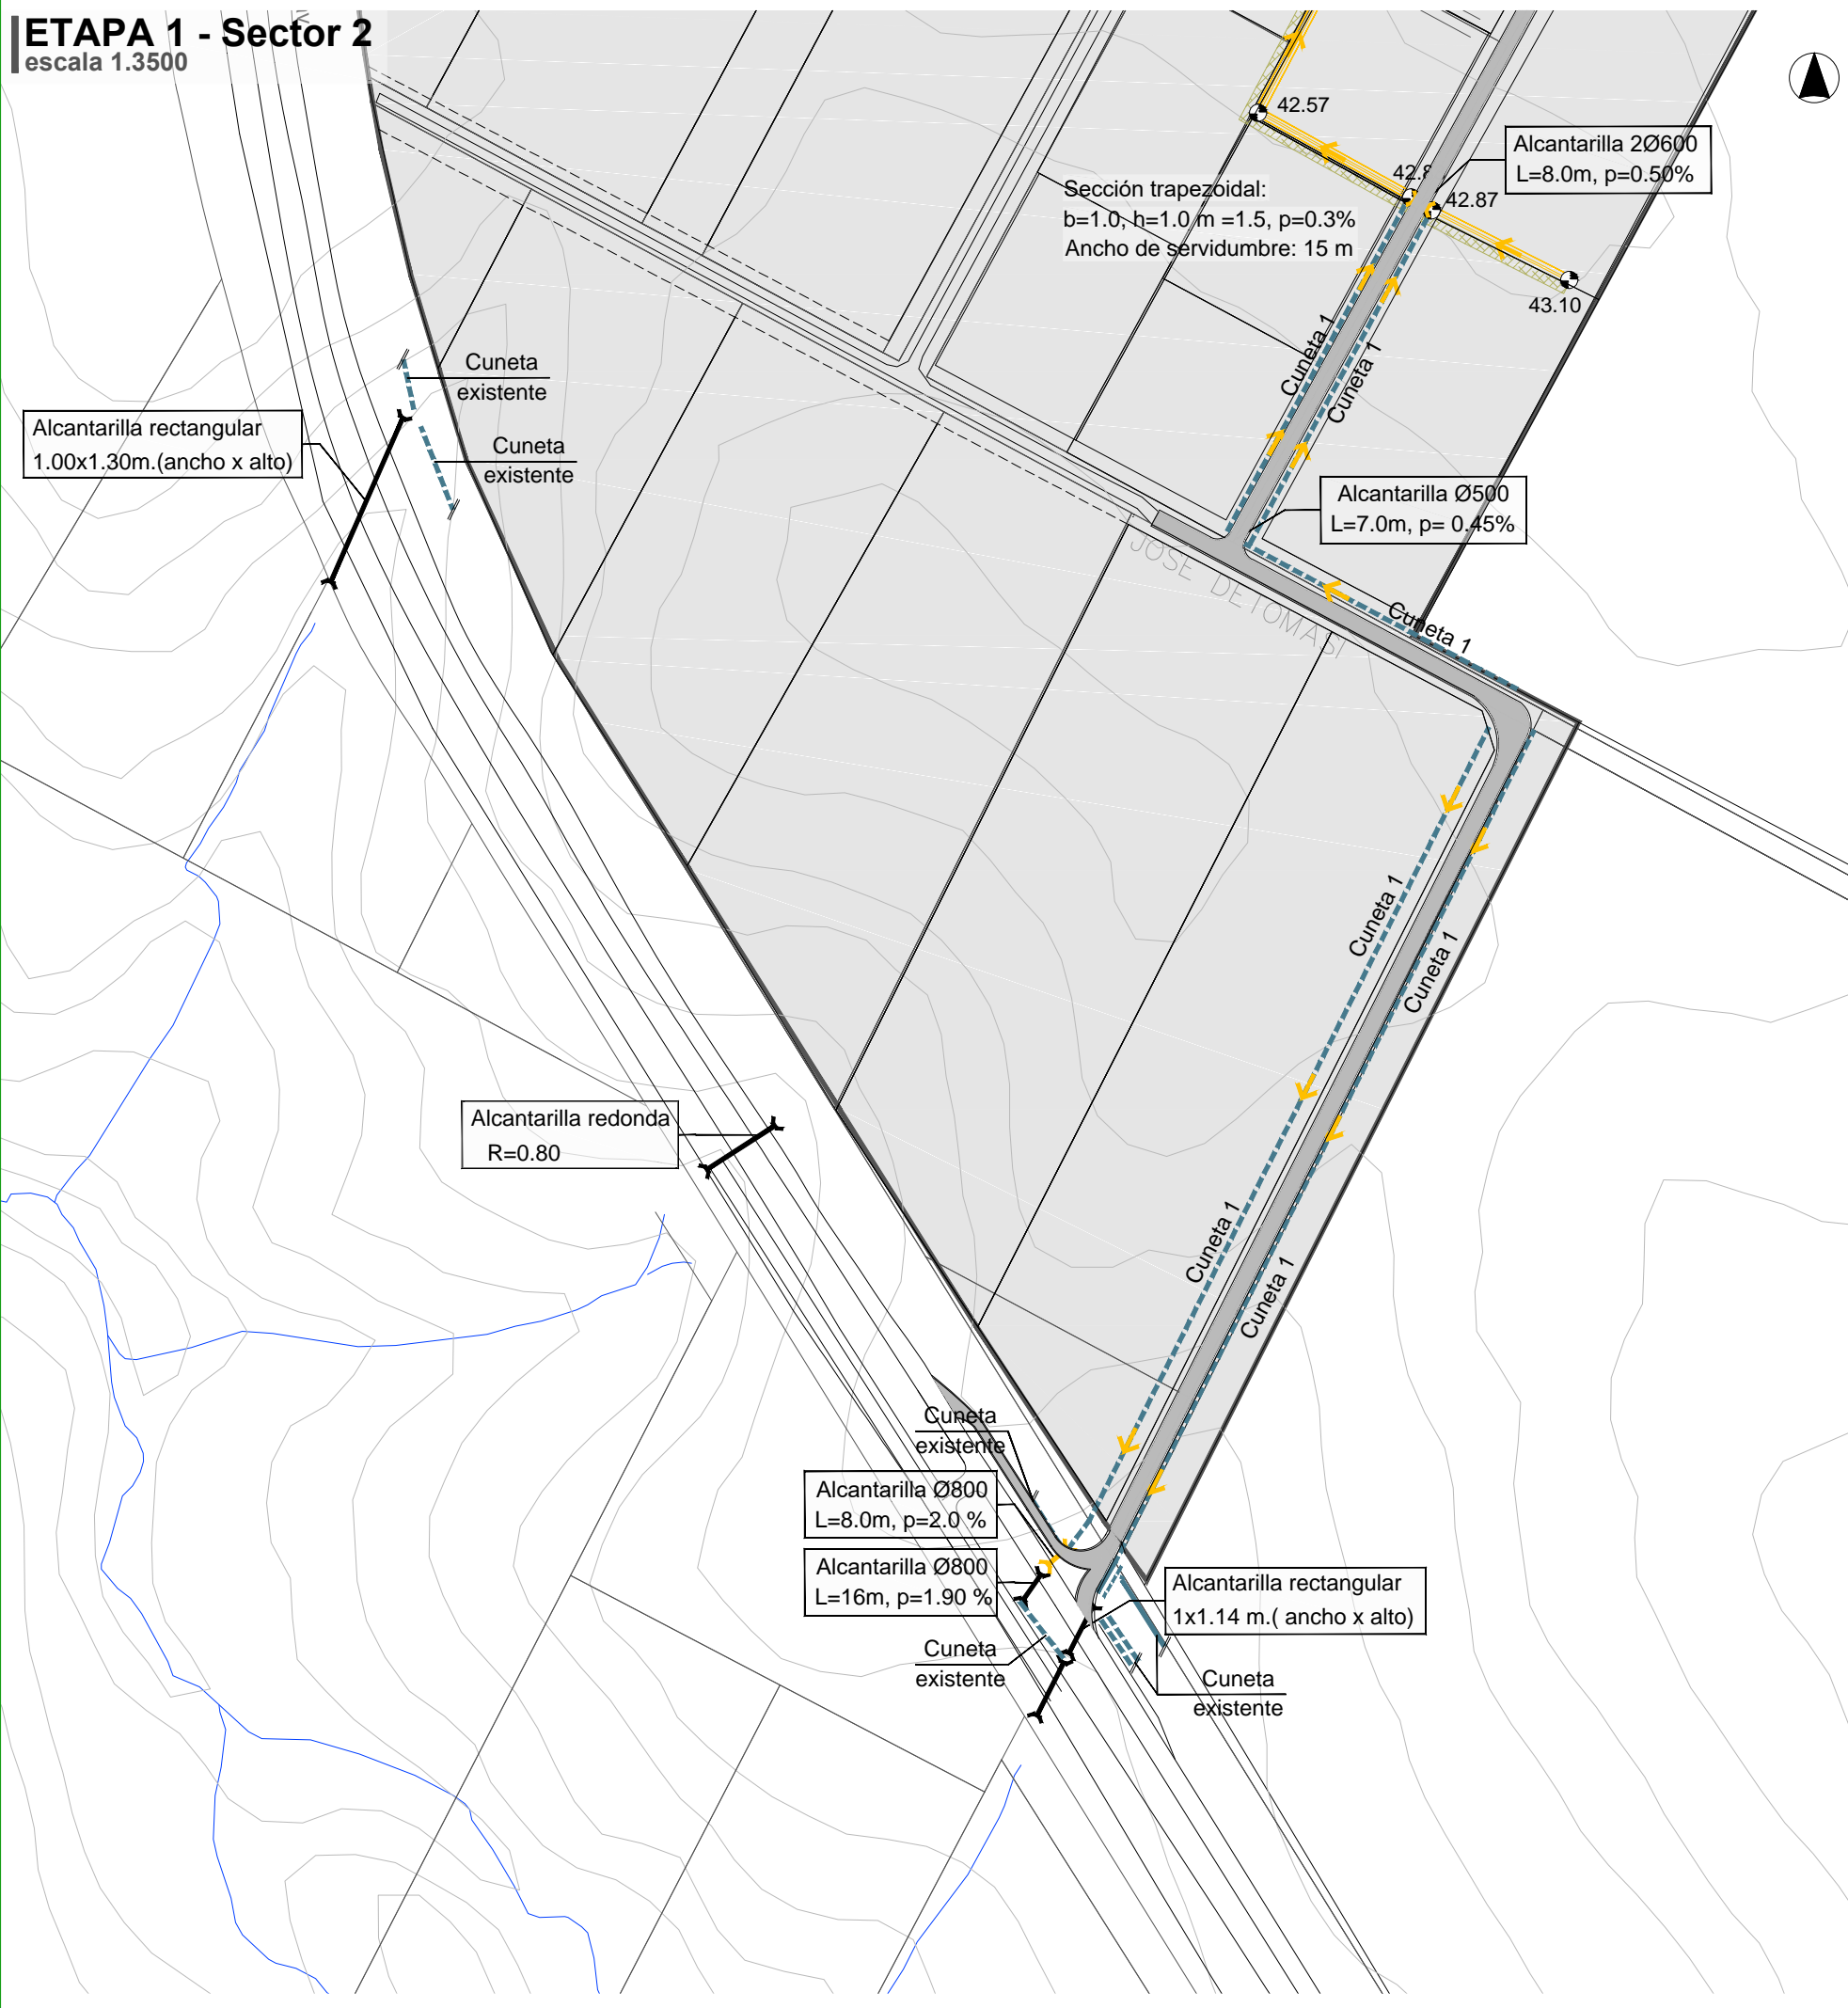 ETAPA 1 - Sector 2
escala 1.3500
42.57
Alcantarilla 2Ø600
L=8.0m, p=0.50%
42.87
Sección trapezoidal:
b=1.0, h=1.0 m =1.5, p=0.3%
Ancho de servidumbre: 15 m
43.10
Cuneta 1
Cuneta 1
Cuneta
existente
Alcantarilla rectangular
1.00x1.30m.(ancho x alto)
Cuneta
existente
Alcantarilla Ø500
L=7.0m, p= 0.45%
JOSE DETOMASI
Cuneta 1
Cuneta 1
Cuneta 1
Alcantarilla redonda
R=0.80
Cuneta 1
Cuneta 1
Cuneta
existente
Alcantarilla Ø800
L=8.0m, p=2.0 %
Alcantarilla Ø800
L=16m, p=1.90 %
Alcantarilla rectangular
1x1.14 m.( ancho x alto)
Cuneta
existente
Cuneta
existente